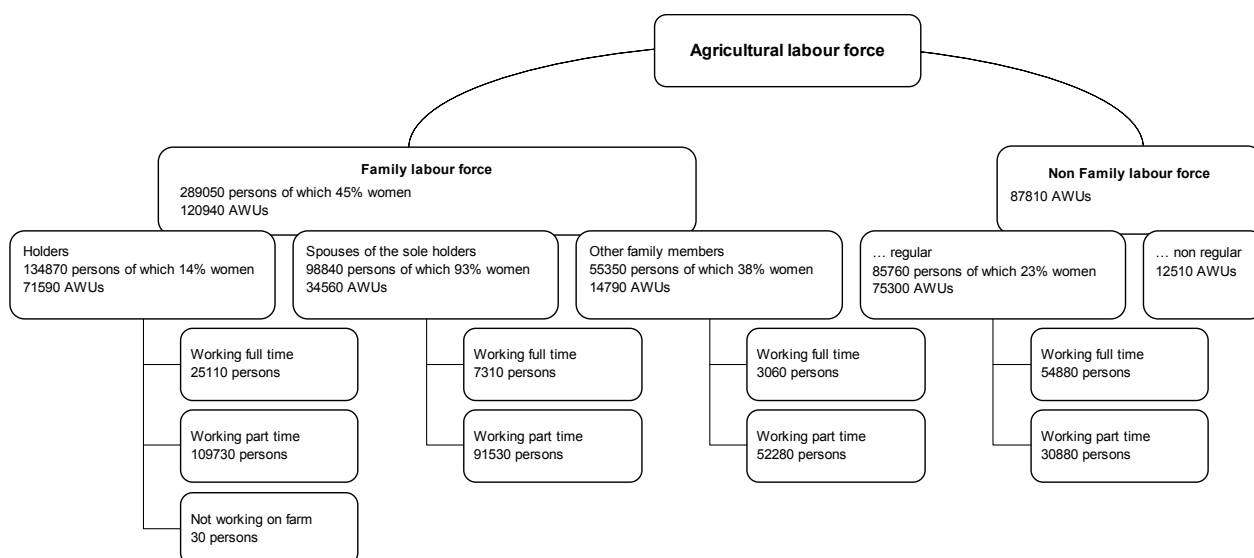 Agricultural labour force
Family labour force
289050 persons of which 45% women
120940 AWUs
Non Family labour force
87810 AWUs
Holders
134870 persons of which 14% women
71590 AWUs
Spouses of the sole holders
98840 persons of which 93% women
34560 AWUs
Other family members
55350 persons of which 38% women
14790 AWUs
... regular
85760 persons of which 23% women
75300 AWUs
... non regular
12510 AWUs
Working full time
25110 persons
Working full time
7310 persons
Working full time
3060 persons
Working full time
54880 persons
Working part time
109730 persons
Working part time
91530 persons
Working part time
52280 persons
Working part time
30880 persons
Not working on farm
30 persons